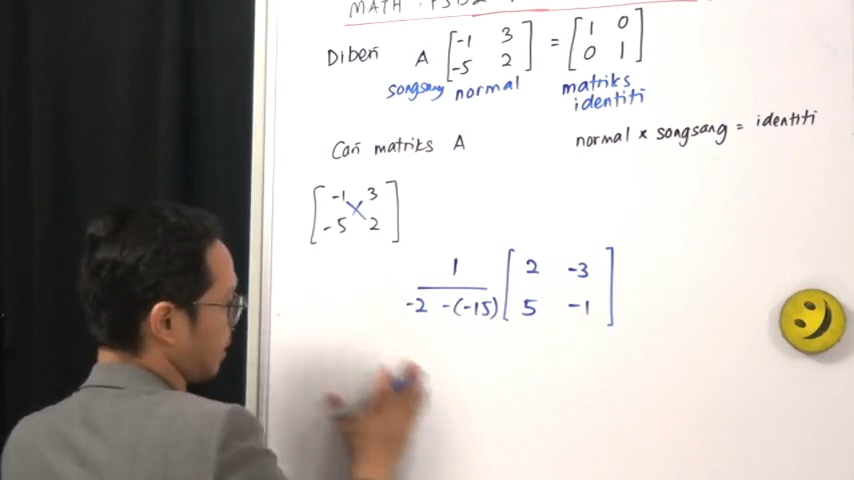 MATH
Diberi A [-1 3 -5 2] = [1 0 0 1]
songsang normal matriks identiti
Cari matriks A normal x songsang = identiti
[-1 3 -5 2]
1 / -2 -(-15) [2 -3 5 -1]